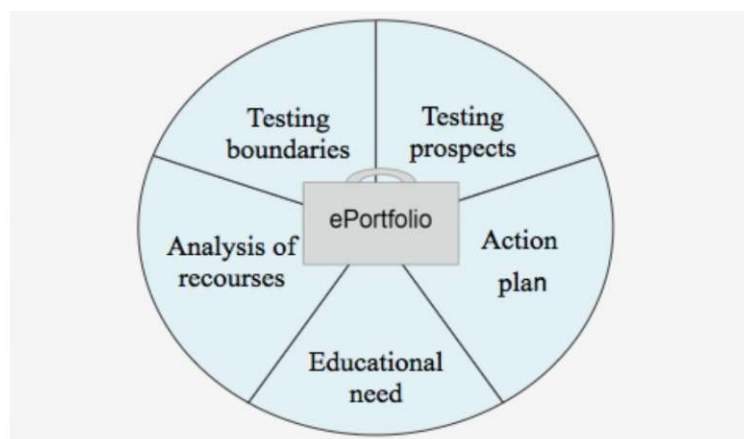 Testing
boundaries
Testing
prospects
ePortfolio
Analysis of
recourses
Action
plan
Educational
need